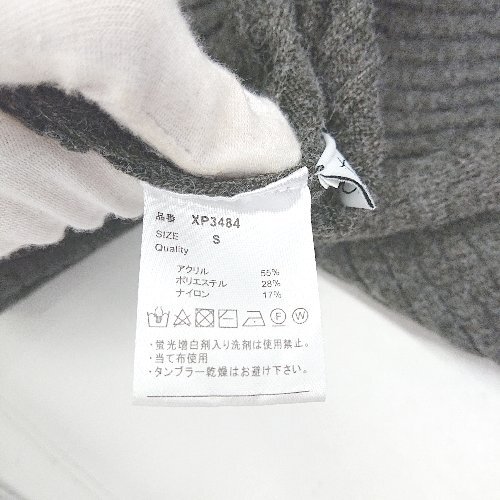 品番 XP3484
SIZE S
Quality
アクリル 55%
ポリエステル 28%
ナイロン 17%
F W
・蛍光増白剤入り洗剤は使用禁止。
・当て布使用
・タンブラー乾燥はお避け下さい。